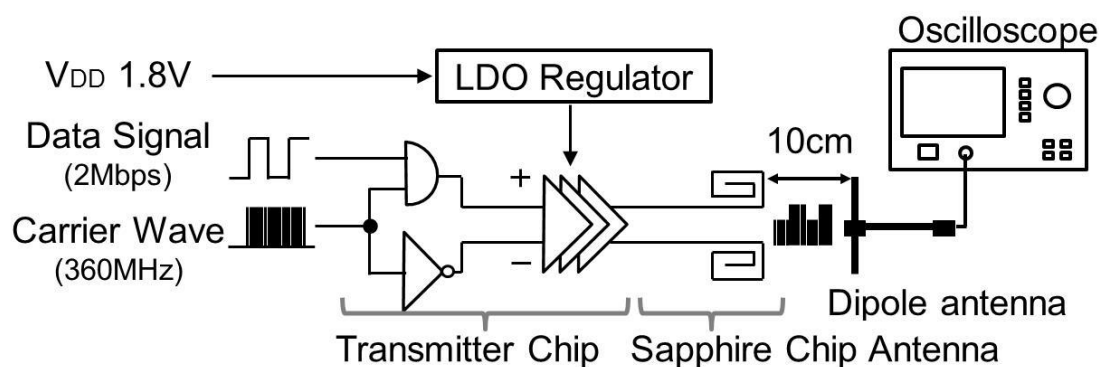 Oscilloscope
VDD 1.8V
LDO Regulator
Data Signal
(2Mbps)
10cm
+
Carrier Wave
(360MHz)
−
Dipole antenna
Transmitter Chip
Sapphire Chip Antenna